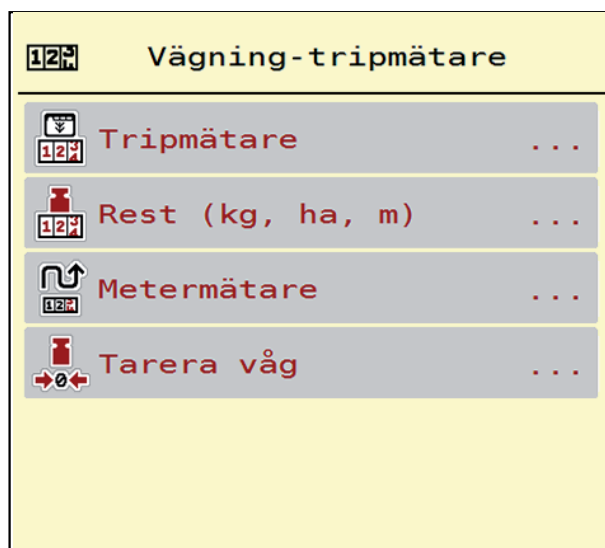 Vägning-tripmätare
Tripmätare ...
Rest (kg, ha, m) ...
Metermätare ...
Tarera våg ...